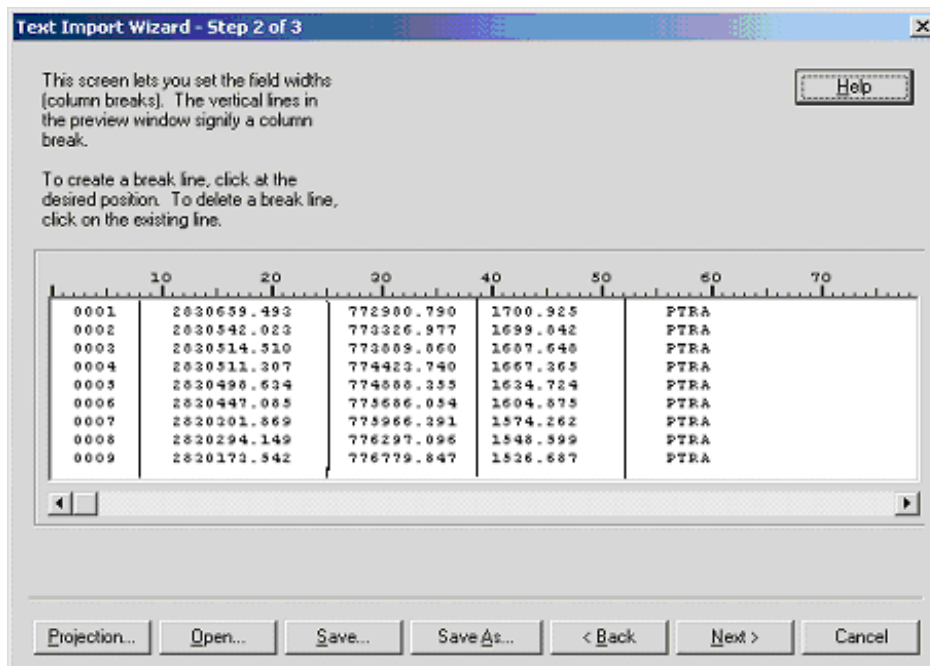 Text Import Wizard - Step 2 of 3
This screen lets you set the field widths
(column breaks). The vertical lines in
the preview window signify a column
break.
Help
To create a break line, click at the
desired position. To delete a break line,
click on the existing line.
10 20 30 40 50 60 70
0001 2830659.493 772980.790 1700.925 PTRA
0002 2830542.023 773326.977 1699.842 PTRA
0003 2830514.510 773889.860 1687.648 PTRA
0004 2830511.307 774423.740 1667.365 PTRA
0005 2830498.634 774888.355 1634.724 PTRA
0006 2830447.085 775686.054 1604.875 PTRA
0007 2830301.869 775966.391 1574.262 PTRA
0008 2830294.149 776297.096 1548.599 PTRA
0009 2830173.542 776779.847 1526.687 PTRA
Projection... Open... Save... Save As... < Back Next > Cancel